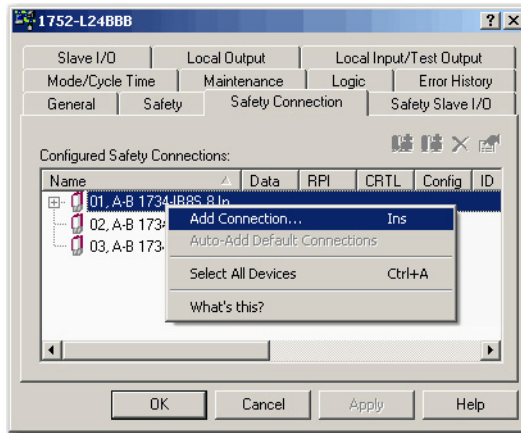 1752-L24BBB
Slave I/O Local Output Local Input/Test Output
Mode/Cycle Time Maintenance Logic Error History
General Safety Safety Connection Safety Slave I/O
Configured Safety Connections:
Name Data RPI CRTL Config ID
01, A-B 1734-IB8S 8 In
Add Connection... Ins
02, A-B 173
Auto-Add Default Connections
03, A-B 173
Select All Devices Ctrl+A
What's this?
OK Cancel Apply Help